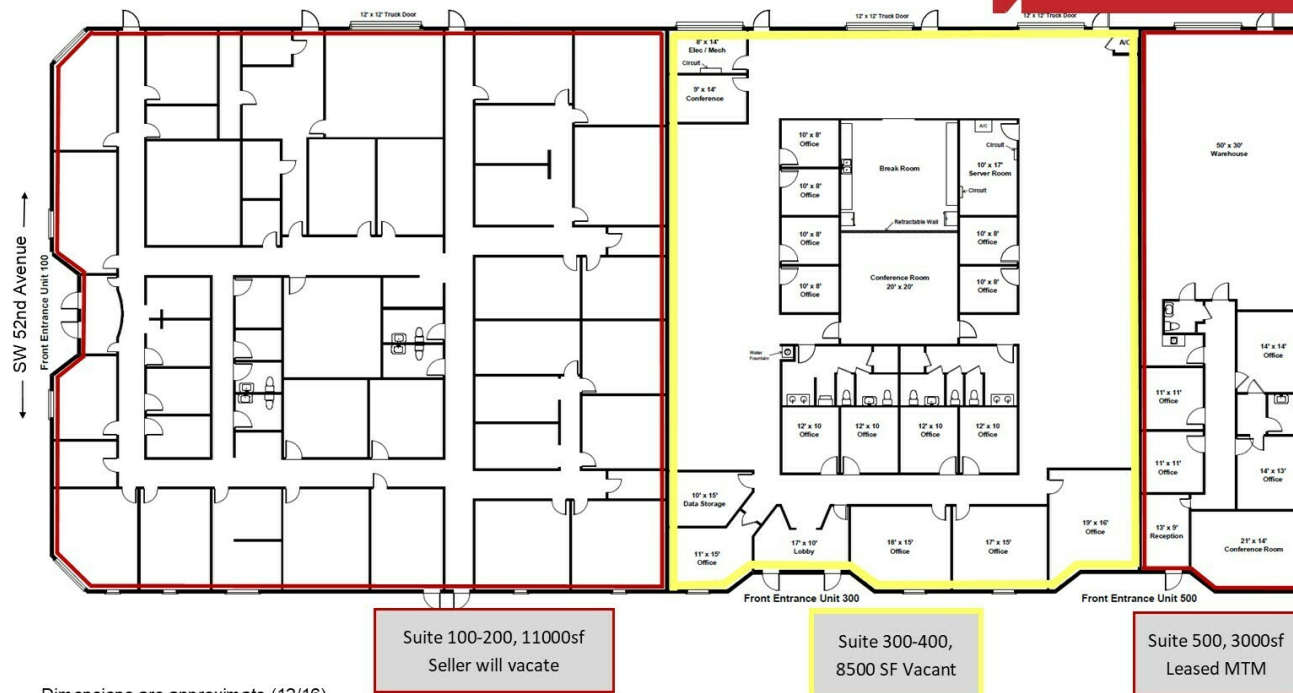 12' x 12' Truck Door
12' x 12' Truck Door
12' x 12' Truck Door
8' x 14'
Elec / Mech
Circuit
9' x 14'
Conference
A/C
10' x 8'
Office
10' x 8'
Office
10' x 8'
Office
10' x 8'
Office
Break Room
Retractable Wall
A/C
Circuit
10' x 17'
Server Room
Circuit
10' x 8'
Office
10' x 8'
Office
Conference Room
20' x 20'
Water
Fountain
12' x 10
Office
12' x 10
Office
12' x 10
Office
12' x 10
Office
10' x 15'
Data Storage
11' x 15'
Office
17' x 10'
Lobby
18' x 15'
Office
17' x 15'
Office
19' x 16'
Office
50' x 30'
Warehouse
14' x 14'
Office
11' x 11'
Office
11' x 11'
Office
14' x 13'
Office
13' x 9'
Reception
21' x 14'
Conference Room
SW 52nd Avenue
Front Entrance Unit 100
Front Entrance Unit 300
Front Entrance Unit 500
Suite 100-200, 11000sf
Seller will vacate
Suite 300-400,
8500 SF Vacant
Suite 500, 3000sf
Leased MTM
Dimensions are approximate (12/16)